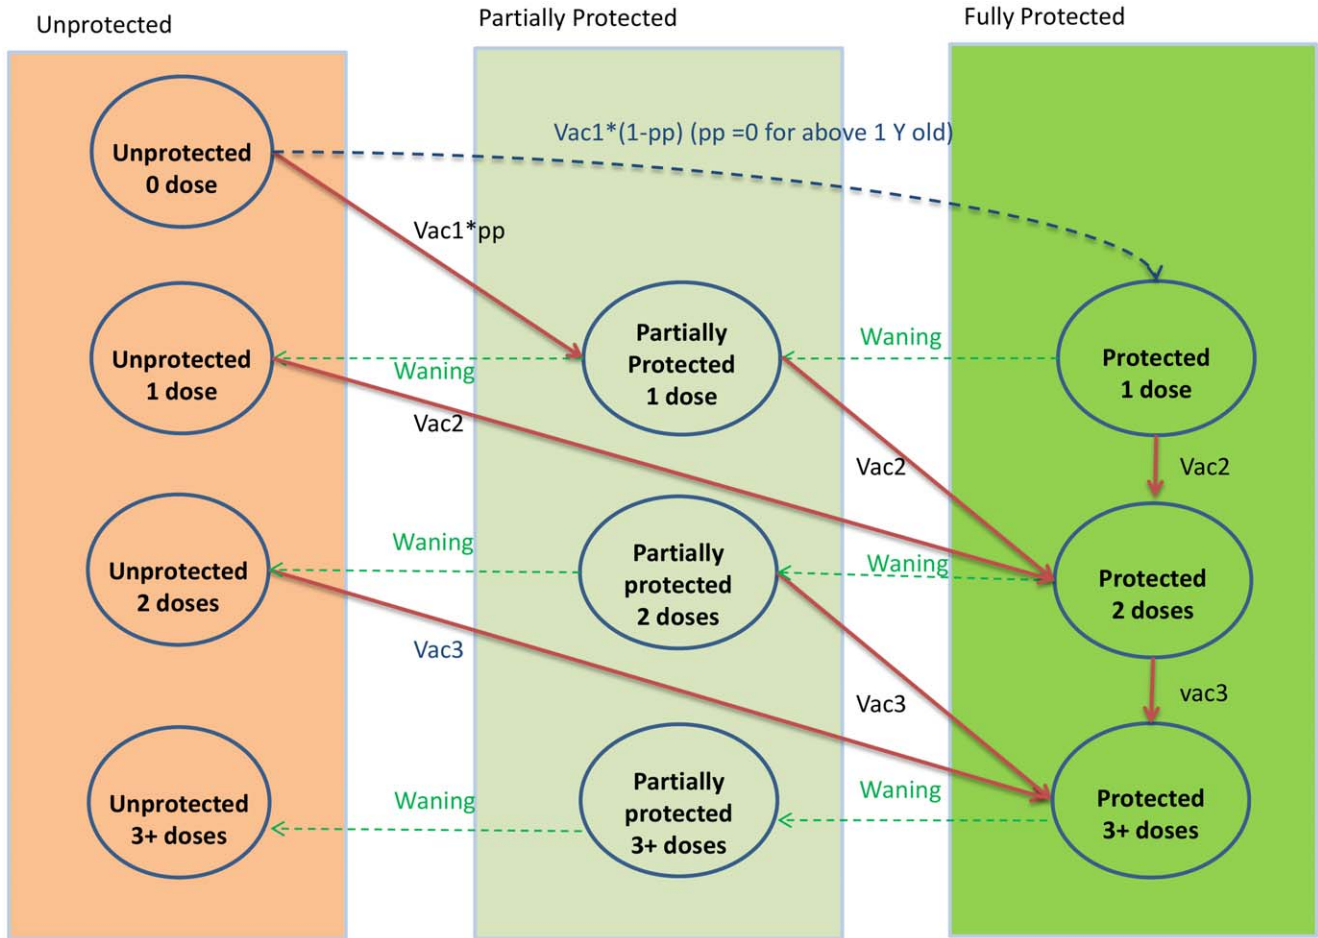 Unprotected
Partially Protected
Fully Protected
Vac1*(1-pp) (pp =0 for above 1 Y old)
Unprotected
0 dose
Vac1*pp
Partially
Protected
1 dose
Waning
Unprotected
1 dose
Waning
Protected
1 dose
Vac2
Vac2
Vac2
Waning
Partially
protected
2 doses
Waning
Unprotected
2 doses
Protected
2 doses
Vac3
Vac3
vac3
Waning
Partially
protected
3+ doses
Waning
Unprotected
3+ doses
Protected
3+ doses